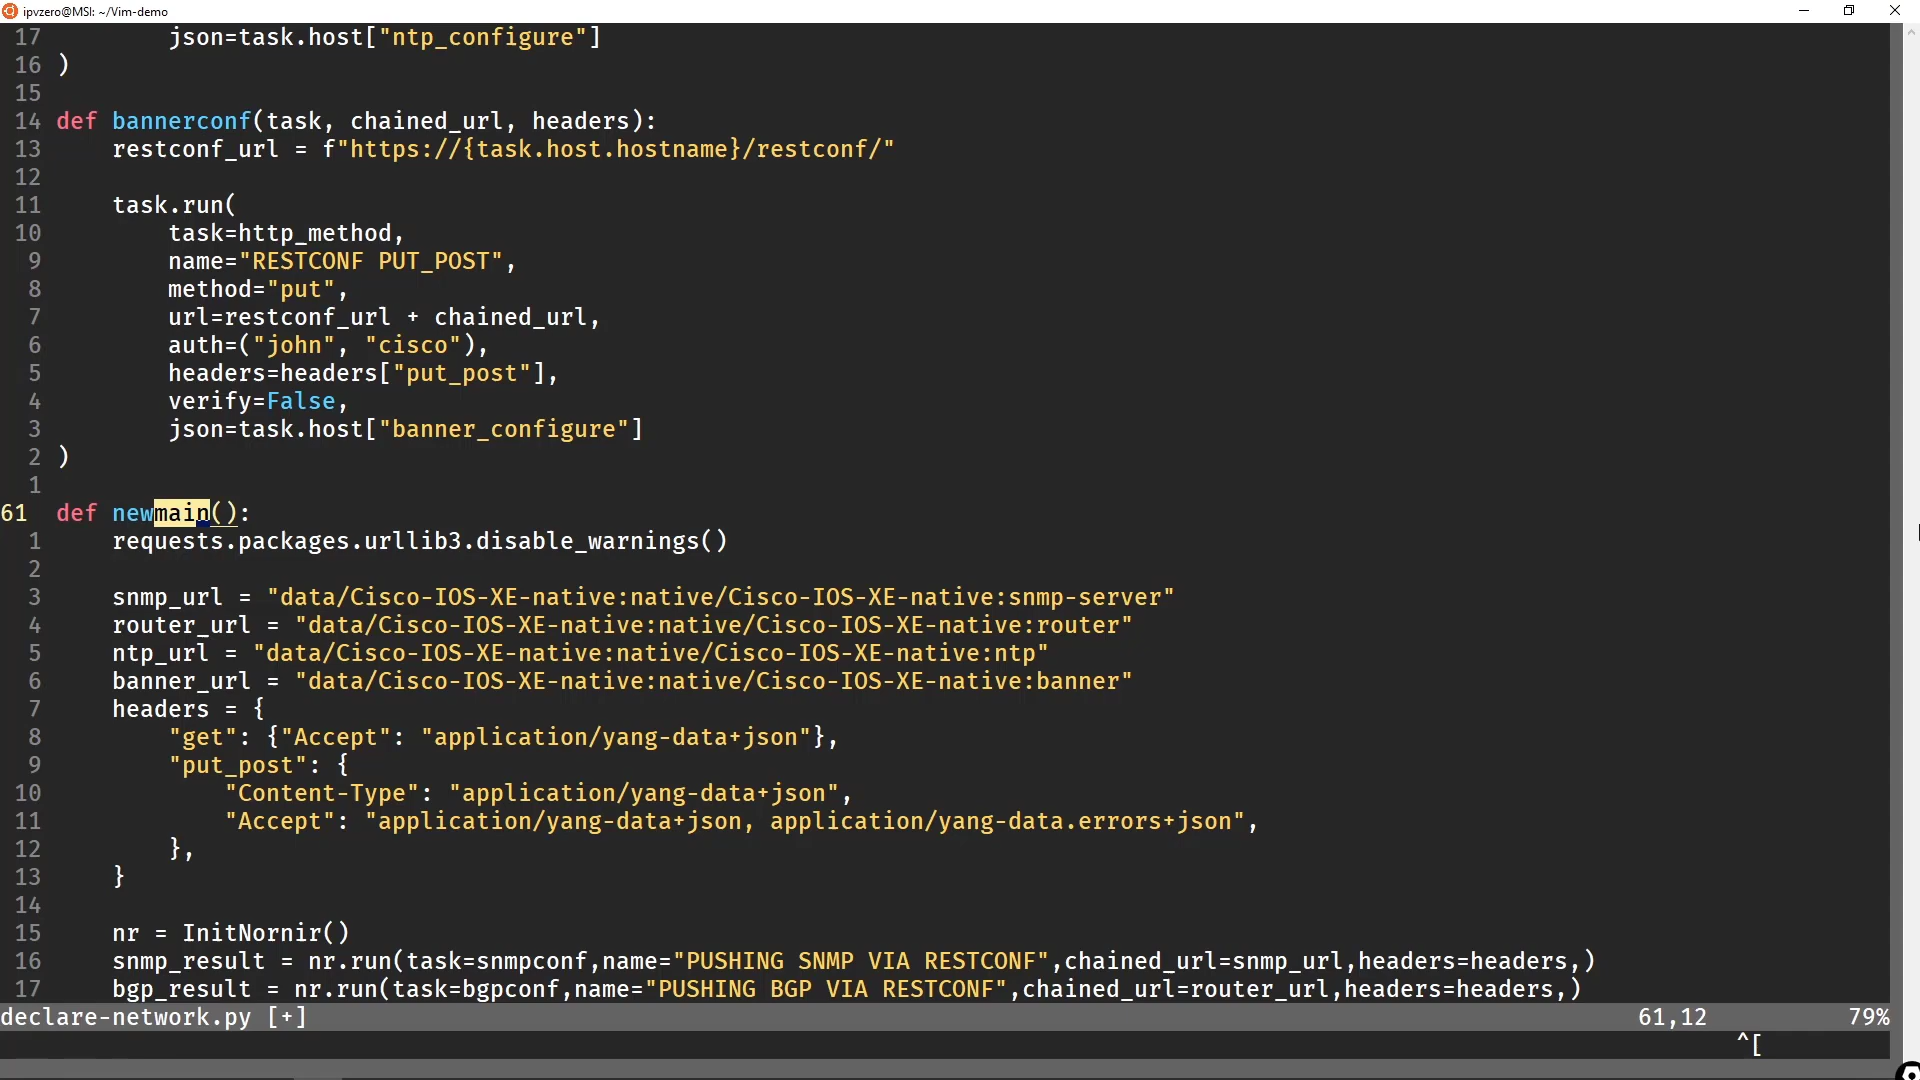 ipvzero@MSI: ~/Vim-demo
17         json=task.host["ntp_configure"]
16 )
15
14 def bannerconf(task, chained_url, headers):
13     restconf_url = f"https://{task.host.hostname}/restconf/"
12
11     task.run(
10         task=http_method,
9         name="RESTCONF PUT_POST",
8         method="put",
7         url=restconf_url + chained_url,
6         auth=("john", "cisco"),
5         headers=headers["put_post"],
4         verify=False,
3         json=task.host["banner_configure"]
2 )
1
61 def newmain():
1     requests.packages.urllib3.disable_warnings()
2
3     snmp_url = "data/Cisco-IOS-XE-native:native/Cisco-IOS-XE-native:snmp-server"
4     router_url = "data/Cisco-IOS-XE-native:native/Cisco-IOS-XE-native:router"
5     ntp_url = "data/Cisco-IOS-XE-native:native/Cisco-IOS-XE-native:ntp"
6     banner_url = "data/Cisco-IOS-XE-native:native/Cisco-IOS-XE-native:banner"
7     headers = {
8         "get": {"Accept": "application/yang-data+json"},
9         "put_post": {
10             "Content-Type": "application/yang-data+json",
11             "Accept": "application/yang-data+json, application/yang-data.errors+json",
12         },
13     }
14
15     nr = InitNornir()
16     snmp_result = nr.run(task=snmpconf,name="PUSHING SNMP VIA RESTCONF",chained_url=snmp_url,headers=headers,)
17     bgp_result = nr.run(task=bgpconf,name="PUSHING BGP VIA RESTCONF",chained_url=router_url,headers=headers,)
declare-network.py [+] 61,12 79%
^[